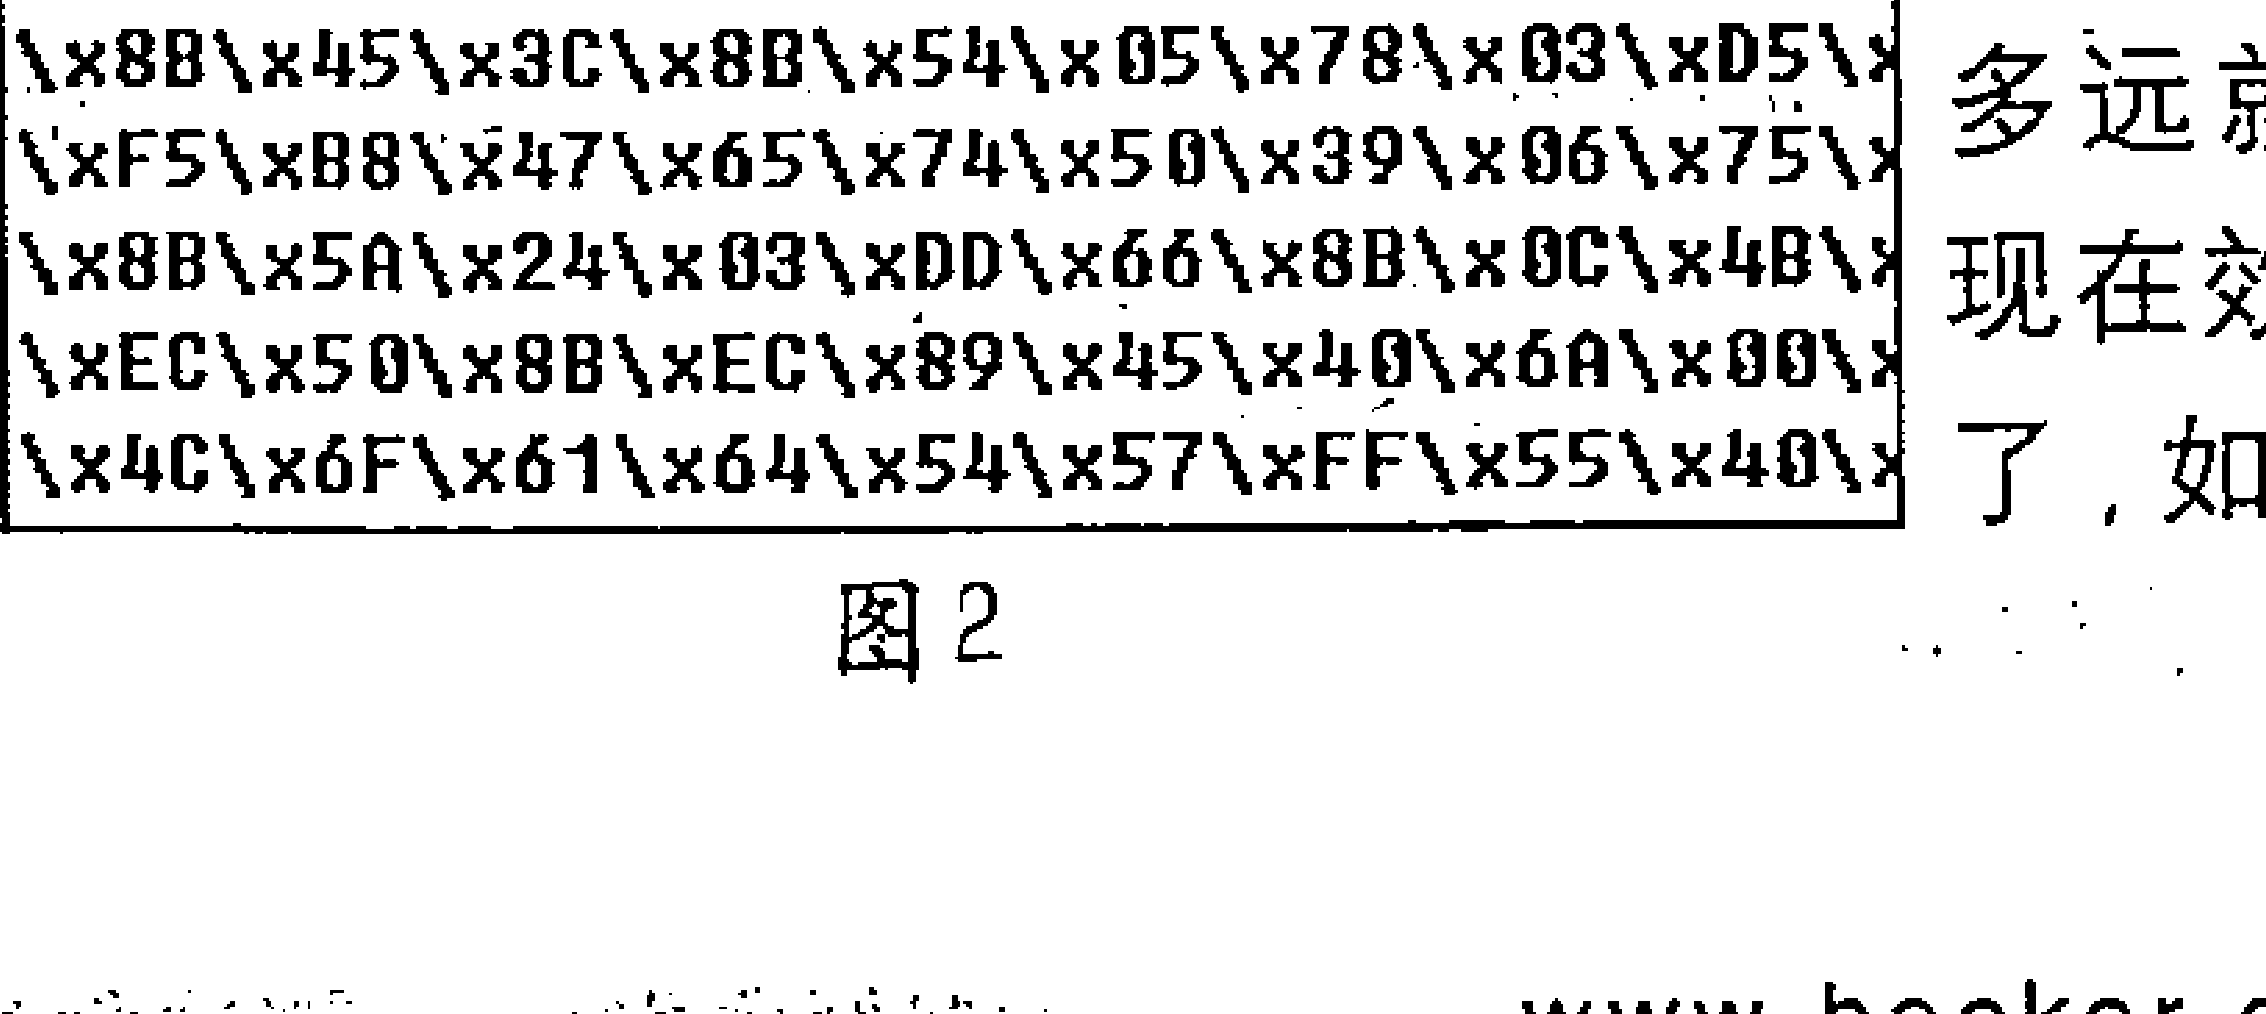 \x8B\x45\x3C\x8B\x54\x05\x78\x03\xD5\x
\xF5\xB8\x47\x65\x74\x50\x39\x06\x75\x
\x8B\x5A\x24\x03\xDD\x66\x8B\x0C\x4B\x
\xEC\x50\x8B\xEC\x89\x45\x40\x6A\x00\x
\x4C\x6F\x61\x64\x54\x57\xFF\x55\x40\x
图2
多远
现在
了,如